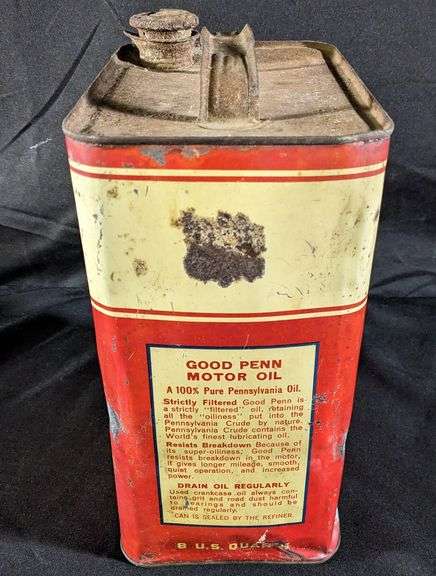 GOOD PENN
MOTOR OIL
A 100% Pure Pennsylvania Oil.
Strictly Filtered Good Penn is
a strictly "filtered" oil, retaining
all the "oiliness" put into the
Pennsylvania Crude by nature.
Pennsylvania Crude contains the
World's finest lubricating oil.
Resists Breakdown Because of
its super-oiliness, Good Penn
resists breakdown in the motor,
it gives longer mileage, smooth,
quiet operation, and increased
power.
DRAIN OIL REGULARLY
Used crankcase oil always con-
tains grit and road dust harmful
to bearings and should be
drained regularly.
CAN IS SEALED BY THE REFINER
8 U.S. QUARTS